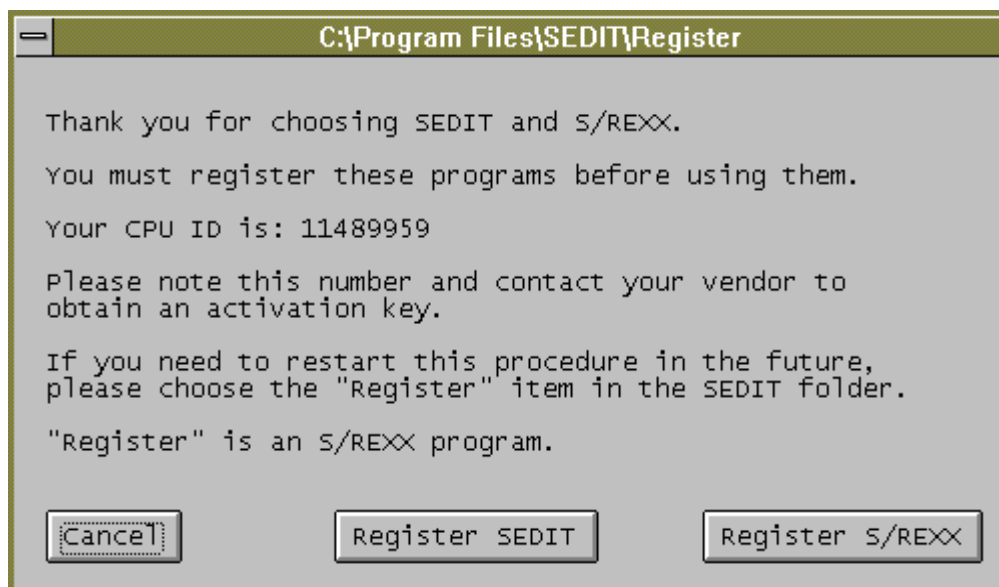 C:\Program Files\SEDIT\Register
Thank you for choosing SEDIT and S/REXX.
You must register these programs before using them.
Your CPU ID is: 11489959
Please note this number and contact your vendor to
obtain an activation key.
If you need to restart this procedure in the future,
please choose the "Register" item in the SEDIT folder.
"Register" is an S/REXX program.
Cancel Register SEDIT Register S/REXX